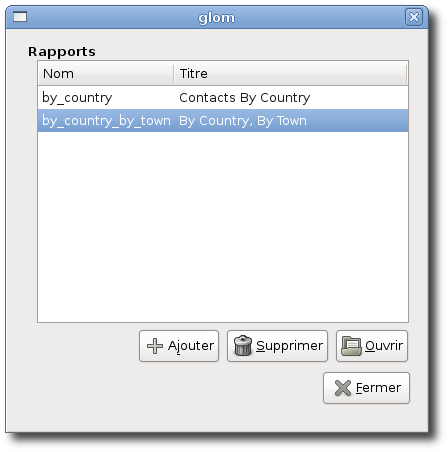 glom
Rapports
Nom Titre
by_country Contacts By Country
by_country_by_town By Country, By Town
Ajouter Supprimer Ouvrir
Fermer